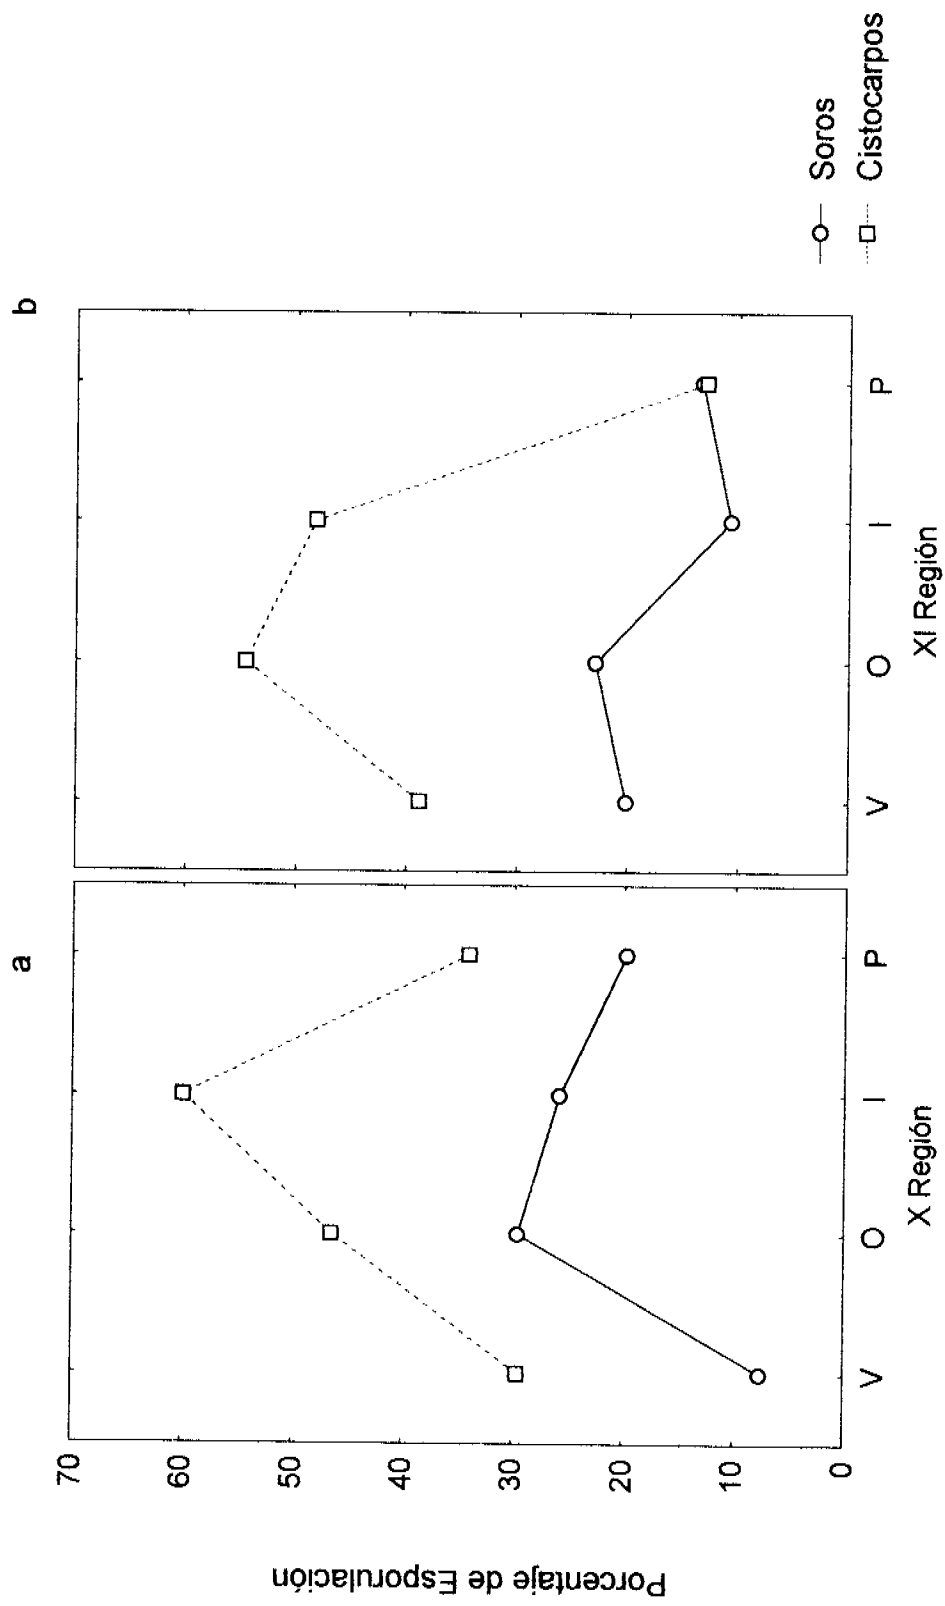 a
b
Porcentaje de Esporulación
70
60
50
40
30
20
10
0
V O I P
V O I P
X Región
XI Región
Soros
Cistocarpos